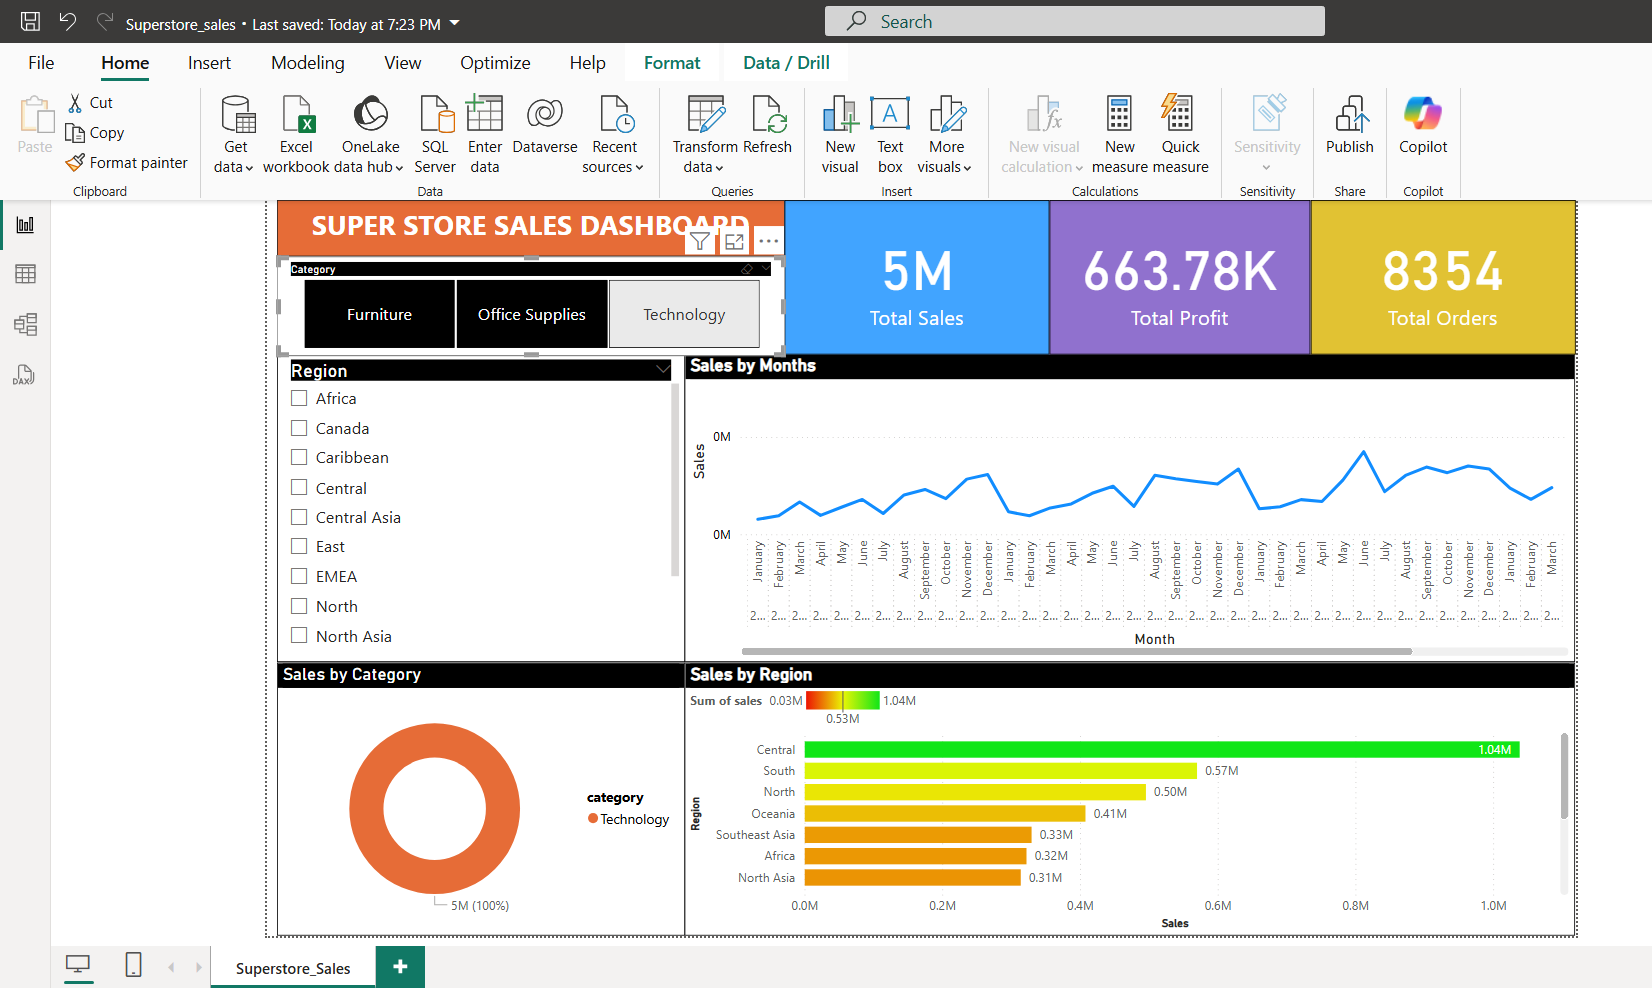 Superstore_sales • Last saved: Today at 7:23 PM
Search
File Home Insert Modeling View Optimize Help Format Data / Drill
Paste
Cut
Copy
Format painter
Clipboard
Get data
Excel workbook
OneLake data hub
SQL Server
Enter data
Dataverse
Recent sources
Data
Transform data
Refresh
Queries
New visual
Text box
More visuals
Insert
New visual calculation
New measure
Quick measure
Calculations
Sensitivity
Sensitivity
Publish
Share
Copilot
Copilot
DAX
SUPER STORE SALES DASHBOARD
Category
Furniture
Office Supplies
Technology
5M
Total Sales
663.78K
Total Profit
8354
Total Orders
Region
Africa
Canada
Caribbean
Central
Central Asia
East
EMEA
North
North Asia
Sales by Months
Sales
0M
0M
January February March April May June July August September October November December January February March April May June July August September October November December January February March April May June July August September October November December January February March
2... 2... 2... 2... 2... 2... 2... 2... 2... 2... 2... 2... 2... 2... 2... 2... 2... 2... 2... 2... 2... 2... 2... 2... 2... 2... 2... 2... 2... 2... 2... 2... 2... 2... 2... 2... 2... 2... 2...
Month
Sales by Category
category
Technology
5M (100%)
Sales by Region
Sum of sales 0.03M 1.04M
0.53M
Region
Central 1.04M
South 0.57M
North 0.50M
Oceania 0.41M
Southeast Asia 0.33M
Africa 0.32M
North Asia 0.31M
0.0M 0.2M 0.4M 0.6M 0.8M 1.0M
Sales
Superstore_Sales